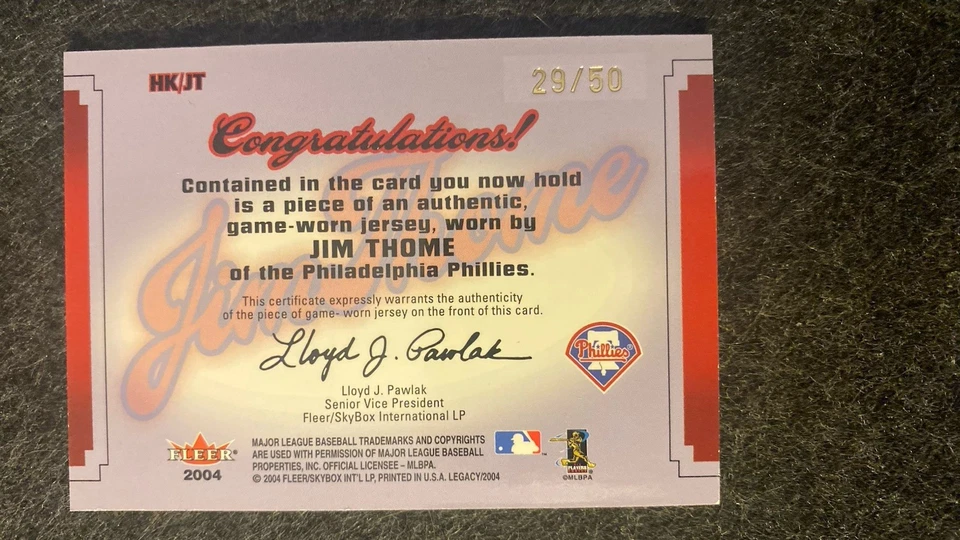 HK/JT
29/50
Congratulations!
Jim Thome
Contained in the card you now hold
is a piece of an authentic,
game-worn jersey, worn by
JIM THOME
of the Philadelphia Phillies.
This certificate expressly warrants the authenticity
of the piece of game- worn jersey on the front of this card.
Lloyd J. Pawlak
Phillies
Lloyd J. Pawlak
Senior Vice President
Fleer/SkyBox International LP
FLEER
2004
MAJOR LEAGUE BASEBALL TRADEMARKS AND COPYRIGHTS
ARE USED WITH PERMISSION OF MAJOR LEAGUE BASEBALL
PROPERTIES, INC. OFFICIAL LICENSEE – MLBPA.
© 2004 FLEER/SKYBOX INT'L LP, PRINTED IN U.S.A. LEGACY/2004
PLAYERS
©MLBPA